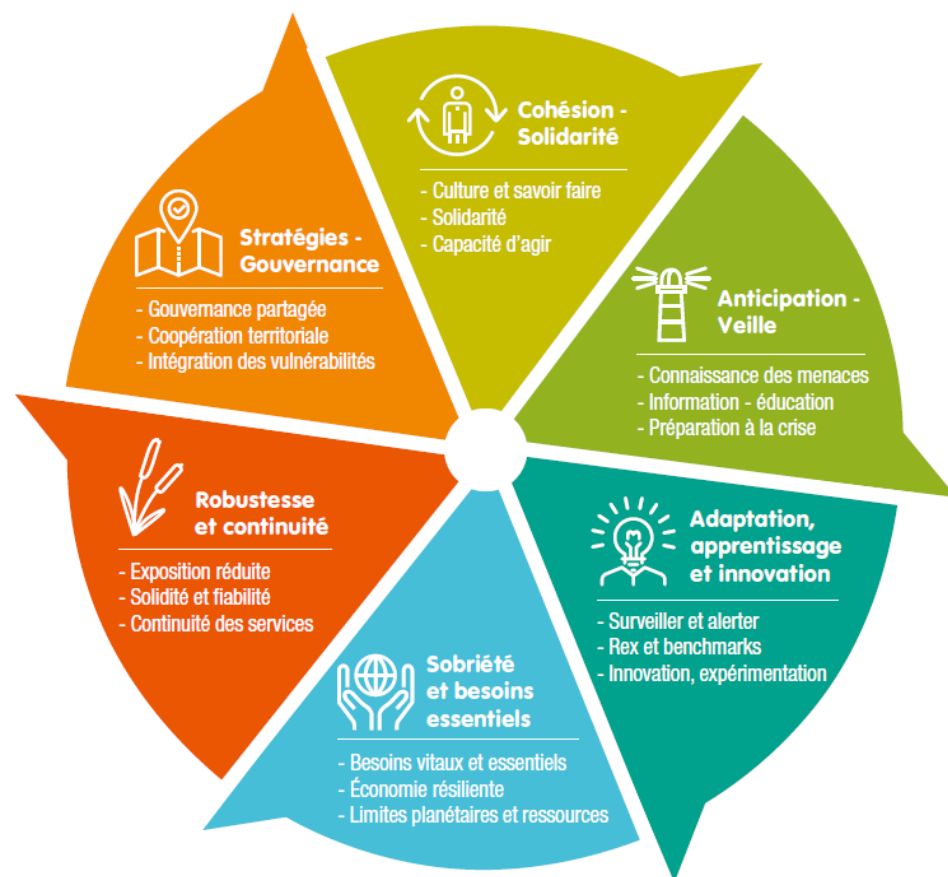 Cohésion -
Solidarité
- Culture et savoir faire
- Solidarité
- Capacité d'agir
Anticipation -
Veille
- Connaissance des menaces
- Information - éducation
- Préparation à la crise
Adaptation,
apprentissage
et innovation
- Surveiller et alerter
- Rex et benchmarks
- Innovation, expérimentation
Sobriété
et besoins
essentiels
- Besoins vitaux et essentiels
- Économie résiliente
- Limites planétaires et ressources
Robustesse
et continuité
- Exposition réduite
- Solidité et fiabilité
- Continuité des services
Stratégies -
Gouvernance
- Gouvernance partagée
- Coopération territoriale
- Intégration des vulnérabilités